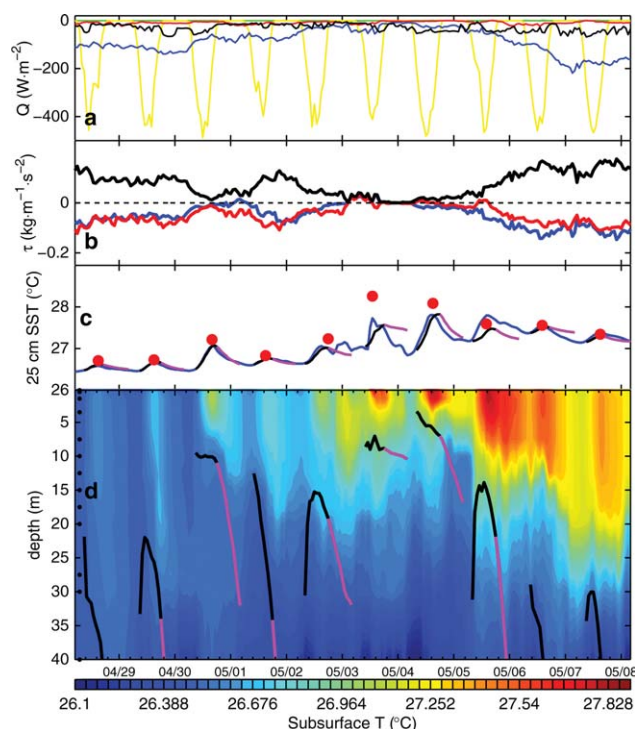 0
−200
−400
Q (W·m−2)
a
0
−0.2
τ (kg·m−1·s−2)
b
28
27
26
25 cm SST (°C)
c
5
10
15
20
25
30
35
40
depth (m)
d
04/29 04/30 05/01 05/02 05/03 05/04 05/05 05/06 05/07 05/08
26.1 26.388 26.676 26.964 27.252 27.54 27.828
Subsurface T (°C)